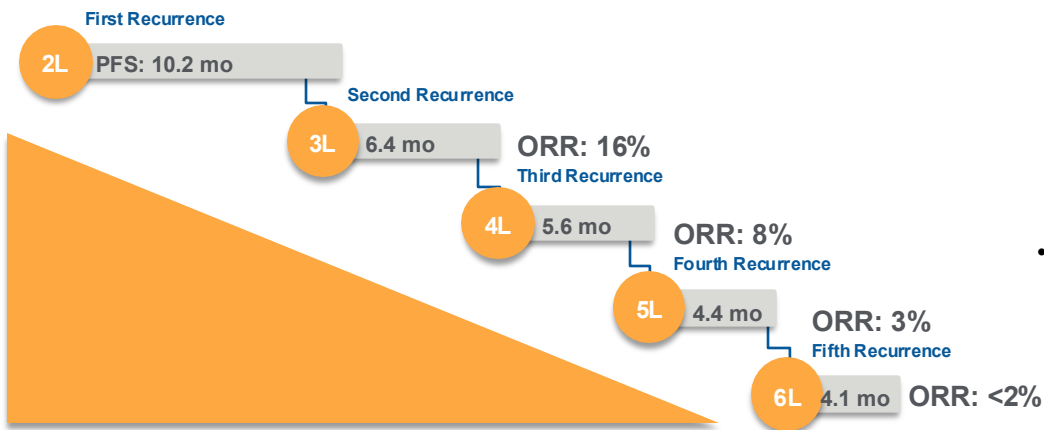 First Recurrence
2L
PFS: 10.2 mo
Second Recurrence
3L
6.4 mo
ORR: 16%
Third Recurrence
4L
5.6 mo
ORR: 8%
Fourth Recurrence
5L
4.4 mo
ORR: 3%
Fifth Recurrence
6L
4.1 mo
ORR: <2%
•